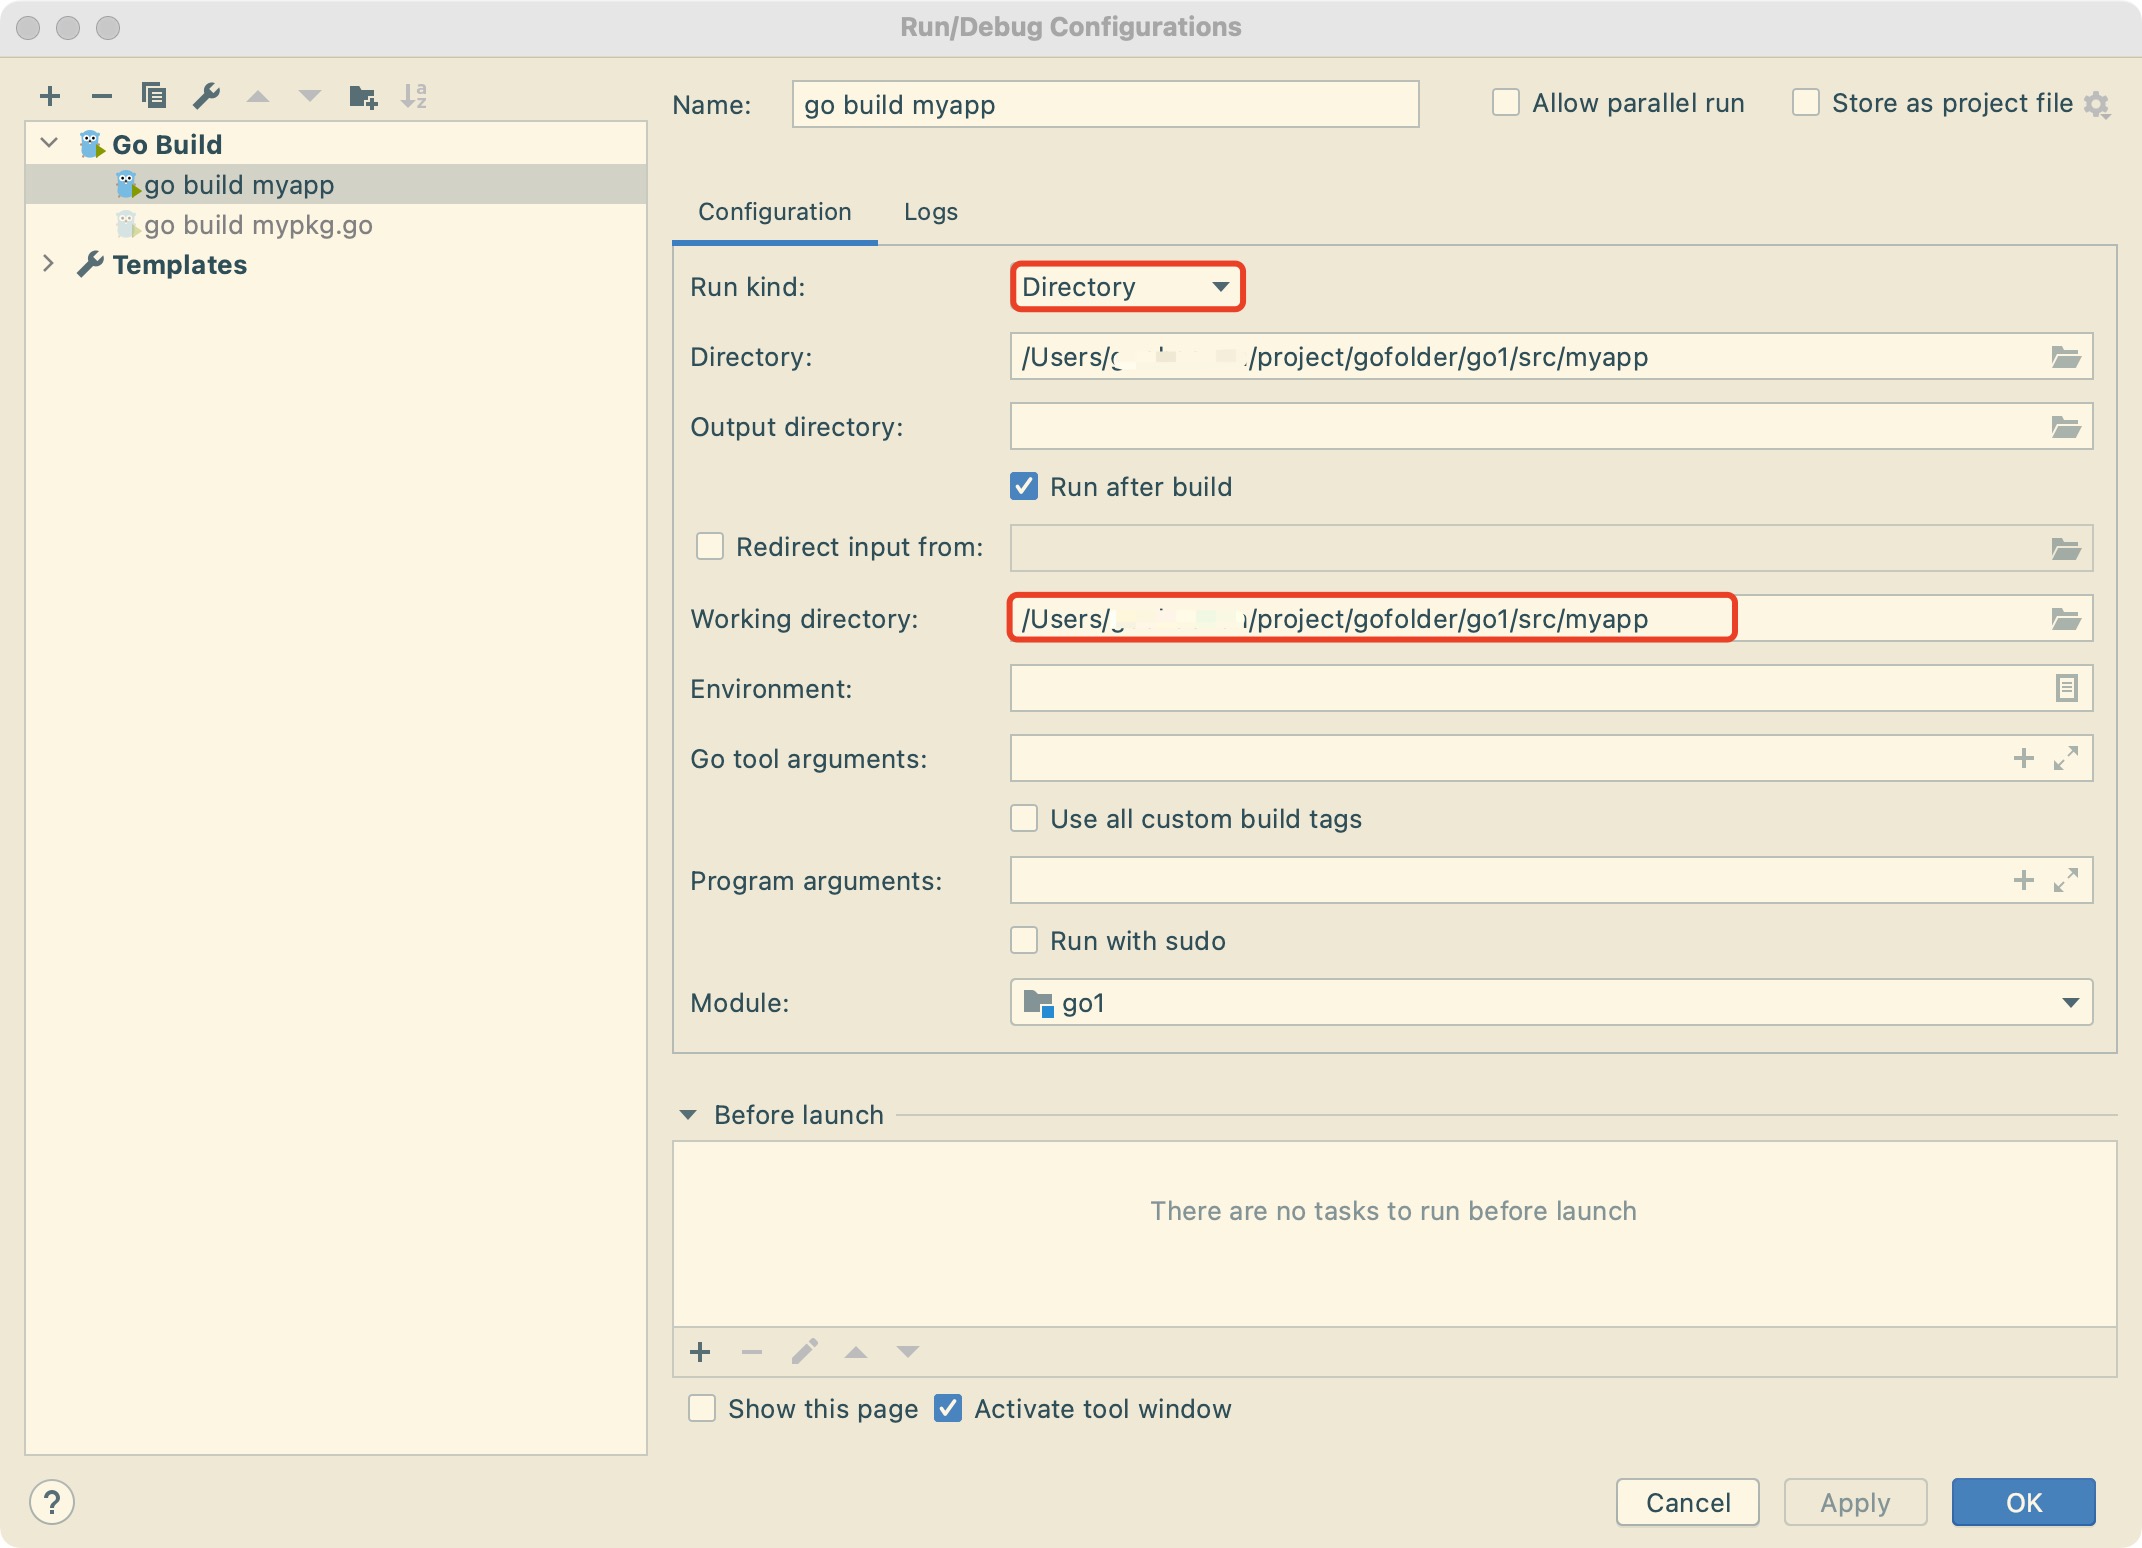 Run/Debug Configurations
Go Build
go build myapp
go build mypkg.go
Templates
Name: go build myapp
Allow parallel run
Store as project file
Configuration Logs
Run kind: Directory
Directory: /Users/ /project/gofolder/go1/src/myapp
Output directory:
Run after build
Redirect input from:
Working directory: /Users/ /project/gofolder/go1/src/myapp
Environment:
Go tool arguments:
Use all custom build tags
Program arguments:
Run with sudo
Module: go1
Before launch
There are no tasks to run before launch
Show this page Activate tool window
? Cancel Apply OK